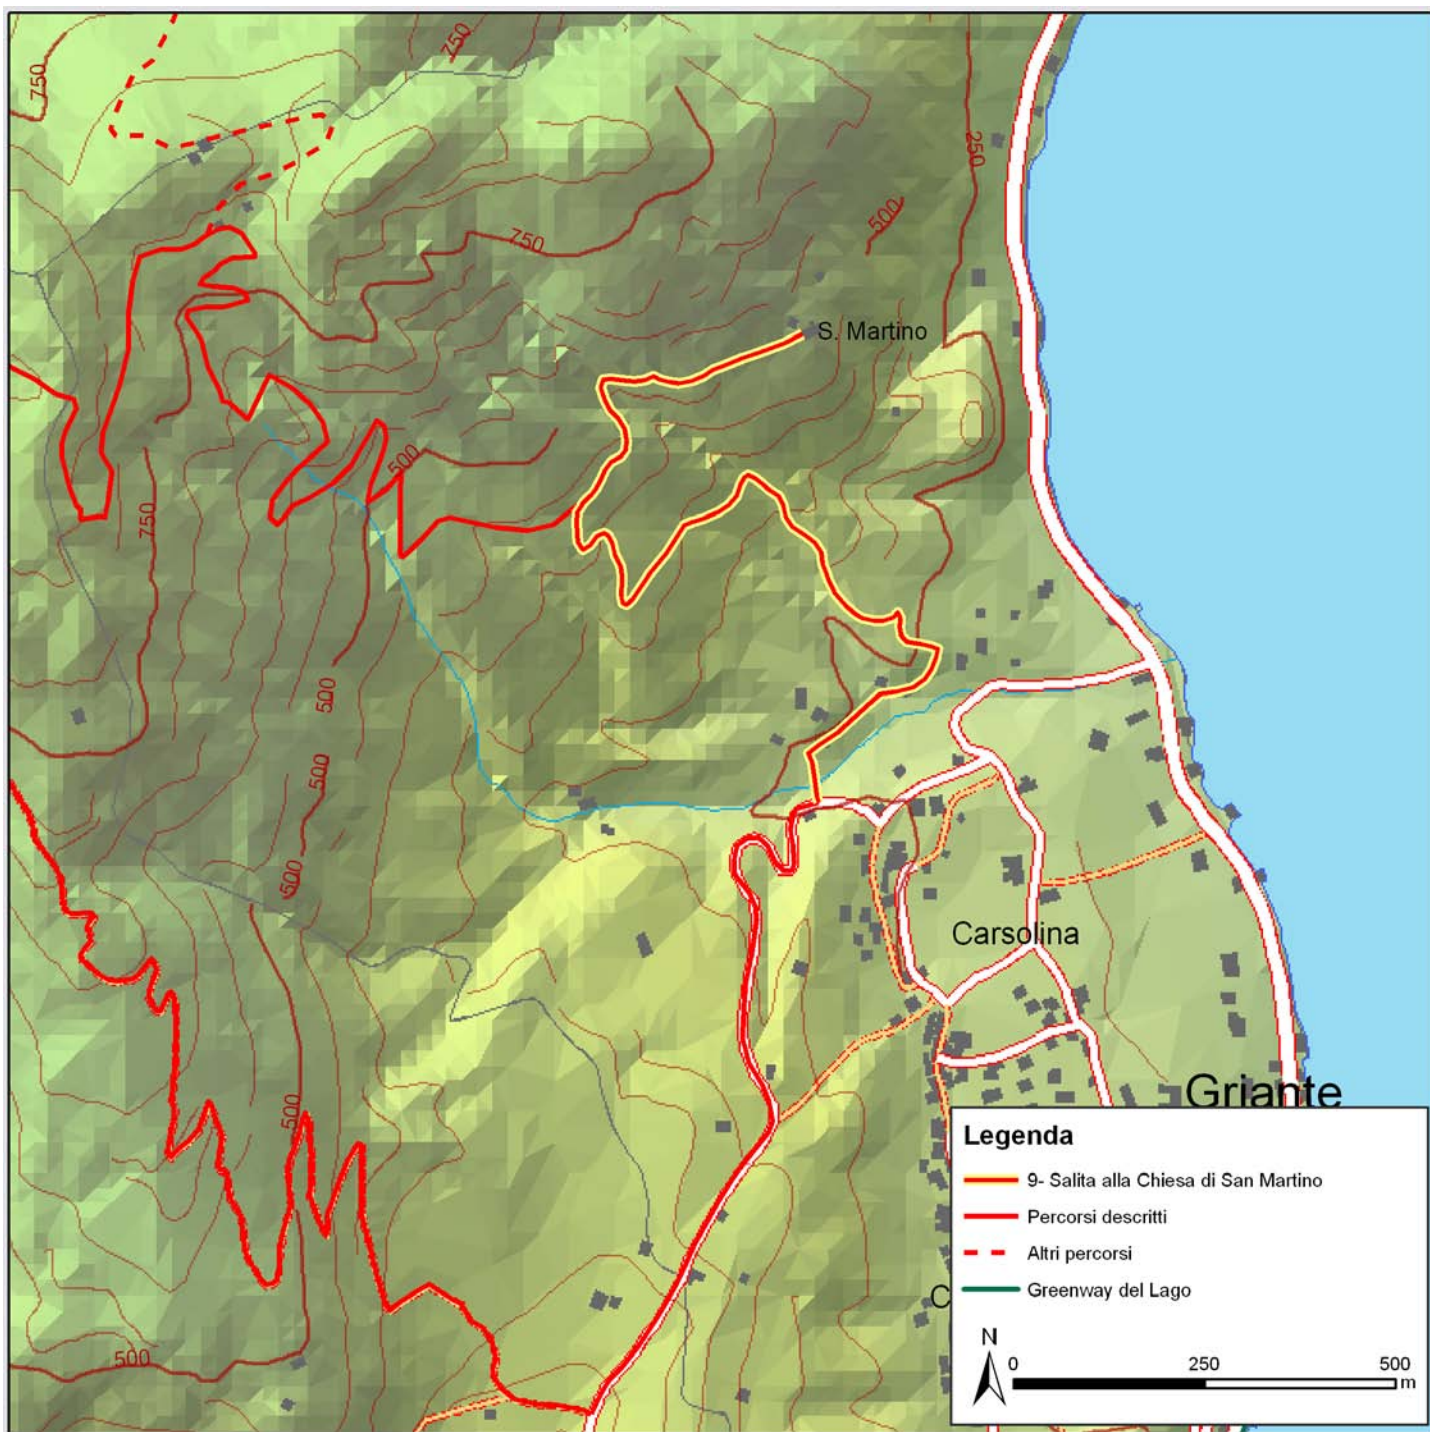 750
750
250
500
750
S. Martino
500
750
500
500
500
Carsolina
Griante
500
C
500
Legenda
9- Salita alla Chiesa di San Martino
Percorsi descritti
Altri percorsi
Greenway del Lago
N
0 250 500
m